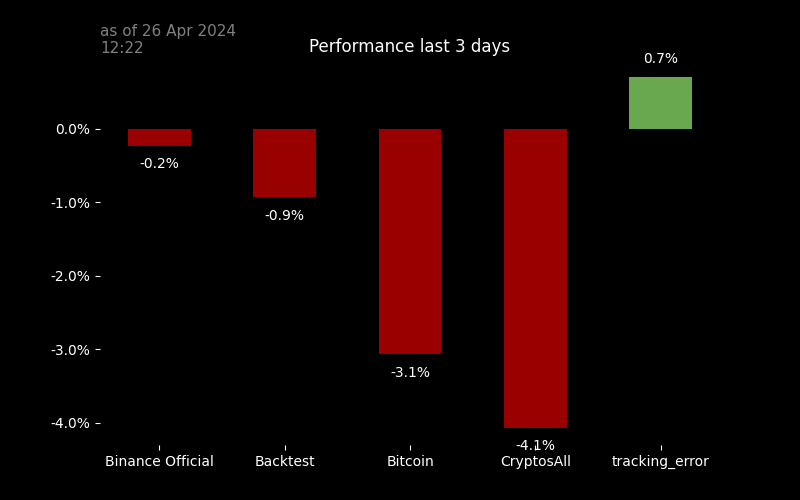 as of 26 Apr 2024
12:22
Performance last 3 days
0.7%
0.0%
-0.2%
-1.0%
-0.9%
-2.0%
-3.0%
-3.1%
-4.0%
-4.1%
Binance Official
Backtest
Bitcoin
CryptosAll
tracking_error